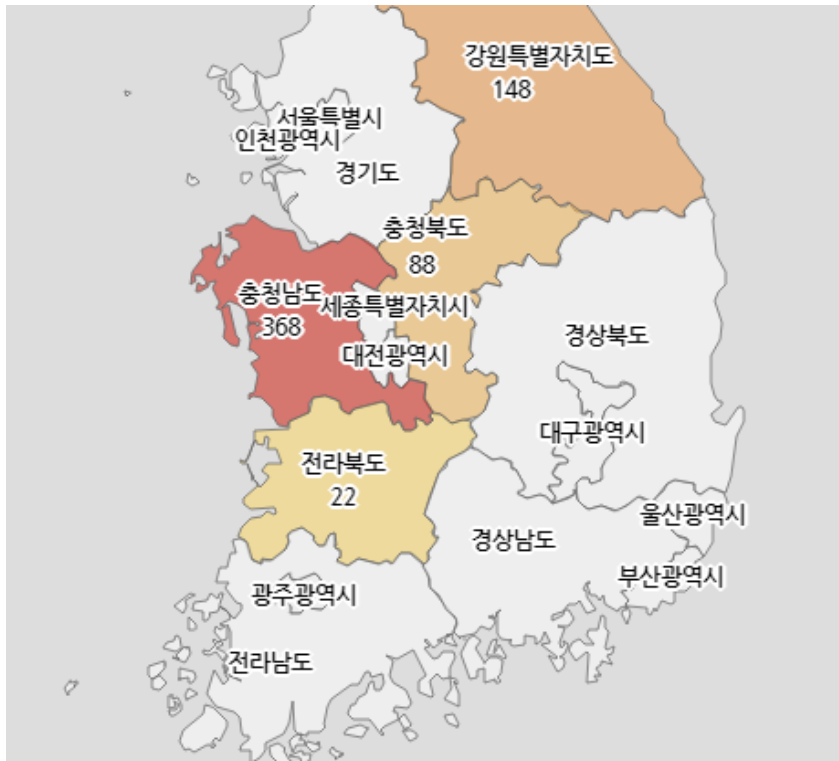 강원특별자치도
148
서울특별시
인천광역시
경기도
충청북도
88
충청남도
368
세종특별자치시
대전광역시
경상북도
대구광역시
전라북도
22
울산광역시
경상남도
부산광역시
광주광역시
전라남도